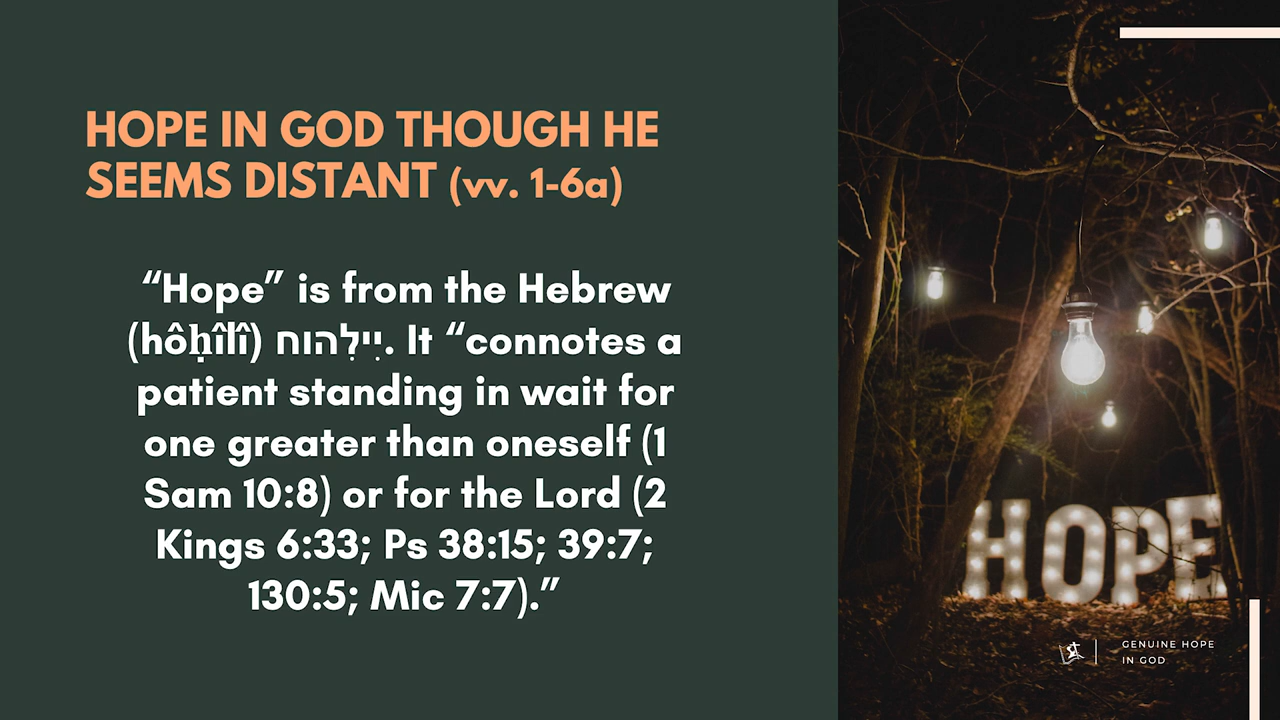 HOPE IN GOD THOUGH HE
SEEMS DISTANT (vv. 1-6a)
“Hope” is from the Hebrew
(hôḥîlî) יִילִהוח. It “connotes a
patient standing in wait for
one greater than oneself (1
Sam 10:8) or for the Lord (2
Kings 6:33; Ps 38:15; 39:7;
130:5; Mic 7:7).”
HOPE
GENUINE HOPE
IN GOD